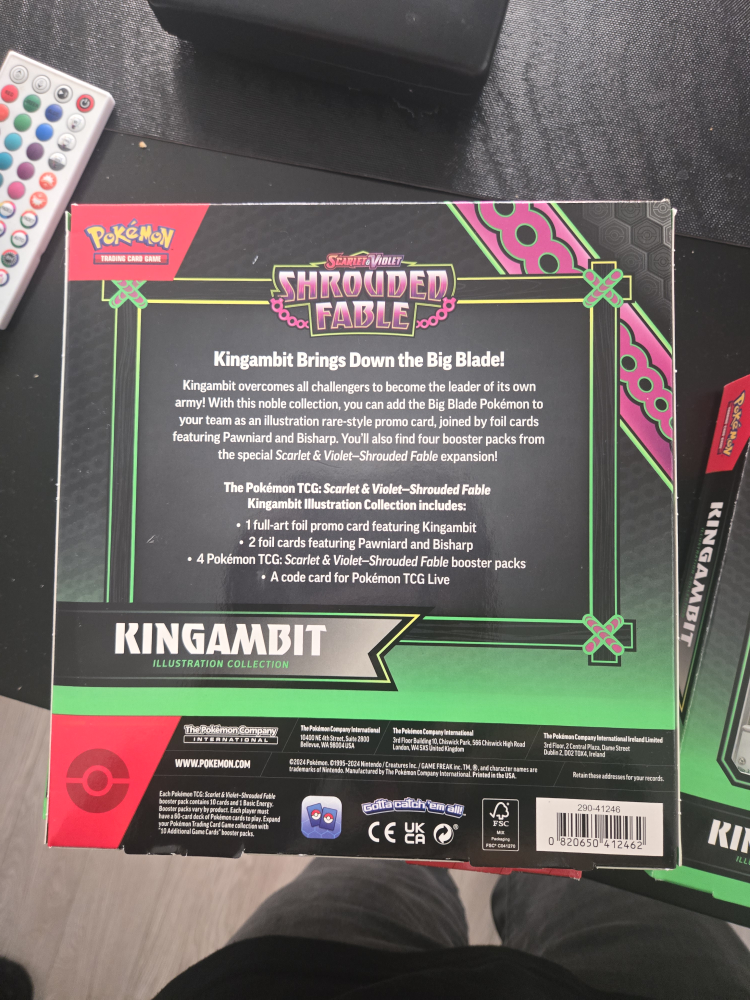 POKéMON
TRADING CARD GAME
SCARLET & VIOLET
SHROUDED
FABLE
Kingambit Brings Down the Big Blade!
Kingambit overcomes all challengers to become the leader of its own
army! With this noble collection, you can add the Big Blade Pokémon to
your team as an illustration rare-style promo card, joined by foil cards
featuring Pawniard and Bisharp. You'll also find four booster packs from
the special Scarlet & Violet—Shrouded Fable expansion!
The Pokémon TCG: Scarlet & Violet—Shrouded Fable
Kingambit Illustration Collection includes:
• 1 full-art foil promo card featuring Kingambit
• 2 foil cards featuring Pawniard and Bisharp
• 4 Pokémon TCG: Scarlet & Violet—Shrouded Fable booster packs
• A code card for Pokémon TCG Live
KINGAMBIT
ILLUSTRATION COLLECTION
The Pokémon Company
INTERNATIONAL
The Pokémon Company International
10400 NE 4th Street, Suite 2800
Bellevue, WA 98004 USA
The Pokémon Company International
3rd Floor Building 10, Chiswick Park, 566 Chiswick High Road
London, W4 5XS United Kingdom
The Pokémon Company International Ireland Limited
3rd Floor, 2 Central Plaza, Dame Street
Dublin 2, D02 T0X4, Ireland
WWW.POKEMON.COM
©2024 Pokémon. ©1995-2024 Nintendo / Creatures Inc. / GAME FREAK inc. TM, ®, and character names are
trademarks of Nintendo. Manufactured by The Pokémon Company International. Printed in the USA.
Retain these addresses for your records.
Each Pokémon TCG: Scarlet & Violet—Shrouded Fable
booster pack contains 10 cards and 1 Basic Energy.
Booster packs vary by product. Each player must
have a 60-card deck of Pokémon cards to play. Expand
your Pokémon Trading Card Game collection with
"10 Additional Game Cards" booster packs.
Gotta catch 'em all!
CE UK
CA
FSC
MIX
Packaging
FSC® C041270
290-41246
0 820650 412462
POKéMON
KINGAMBIT
KIN